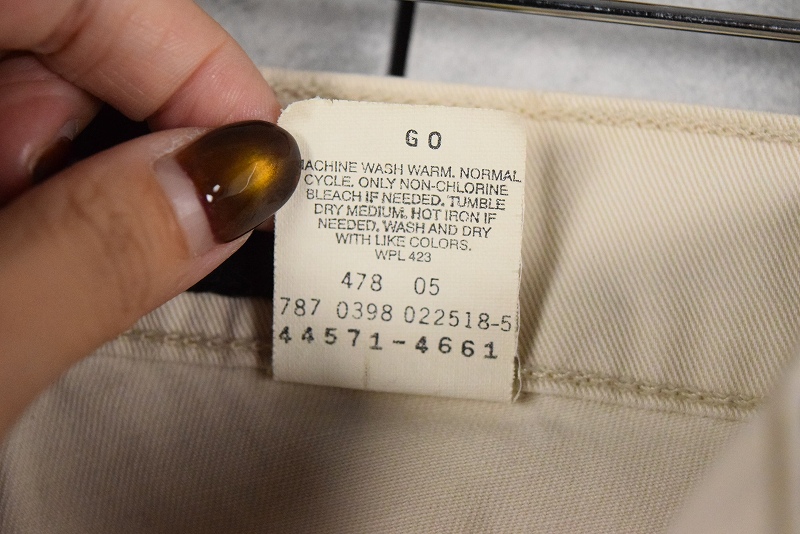 GO
MACHINE WASH WARM. NORMAL
CYCLE. ONLY NON-CHLORINE
BLEACH IF NEEDED. TUMBLE
DRY MEDIUM. HOT IRON IF
NEEDED. WASH AND DRY
WITH LIKE COLORS.
WPL 423
478 05
787 0398 022518-5
44571-4661